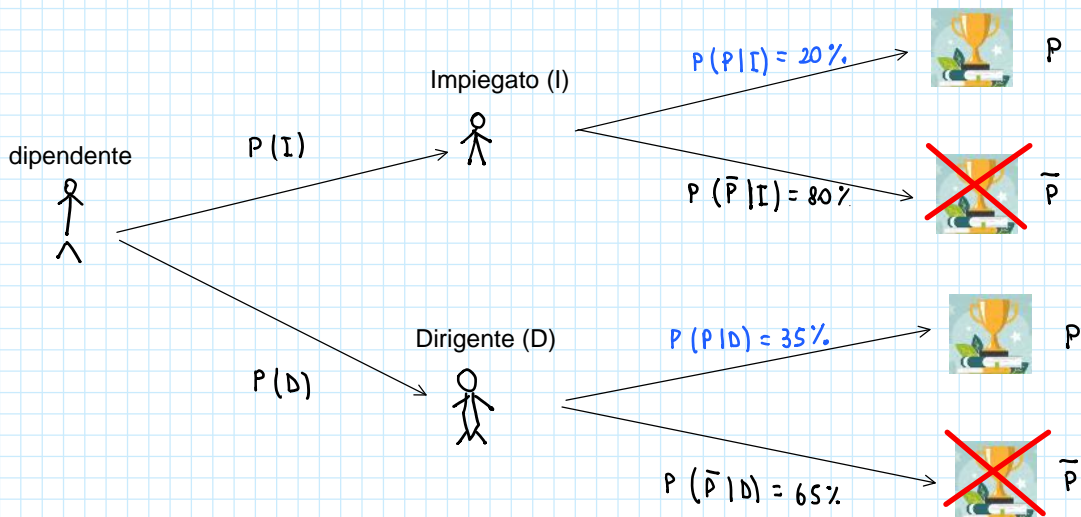 P(P|I) = 20%.
P
Impiegato (I)
P(I)
dipendente
P(P̅|I) = 80%
P̅
Dirigente (D)
P(P|D) = 35%.
P
P(D)
P(P̅|D) = 65%
P̅